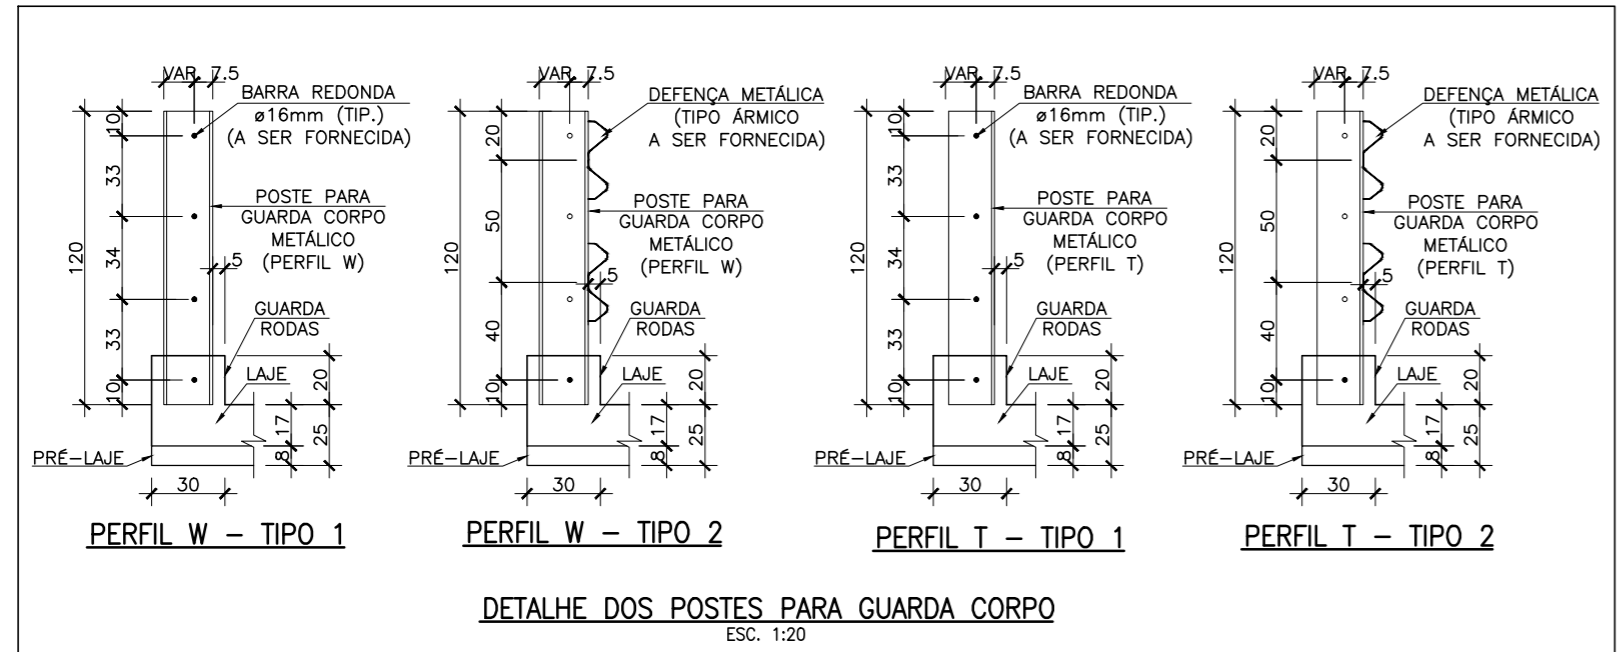 VAR 7.5
BARRA REDONDA
ø16mm (TIP.)
(A SER FORNECIDA)
POSTE PARA
GUARDA CORPO
METÁLICO
(PERFIL W)
5
GUARDA
RODAS
LAJE
PRÉ-LAJE
120
10
33
34
33
10
20
25
17
8
30
PERFIL W - TIPO 1
VAR 7.5
DEFENÇA METÁLICA
(TIPO ÁRMICO
A SER FORNECIDA)
POSTE PARA
GUARDA CORPO
METÁLICO
(PERFIL W)
5
GUARDA
RODAS
LAJE
PRÉ-LAJE
120
20
50
40
10
20
25
17
8
30
PERFIL W - TIPO 2
VAR 7.5
BARRA REDONDA
ø16mm (TIP.)
(A SER FORNECIDA)
POSTE PARA
GUARDA CORPO
METÁLICO
(PERFIL T)
5
GUARDA
RODAS
LAJE
PRÉ-LAJE
120
10
33
34
33
10
20
25
17
8
30
PERFIL T - TIPO 1
VAR 7.5
DEFENÇA METÁLICA
(TIPO ÁRMICO
A SER FORNECIDA)
POSTE PARA
GUARDA CORPO
METÁLICO
(PERFIL T)
5
GUARDA
RODAS
LAJE
PRÉ-LAJE
120
20
50
40
10
20
25
17
8
30
PERFIL T - TIPO 2
DETALHE DOS POSTES PARA GUARDA CORPO
ESC. 1:20